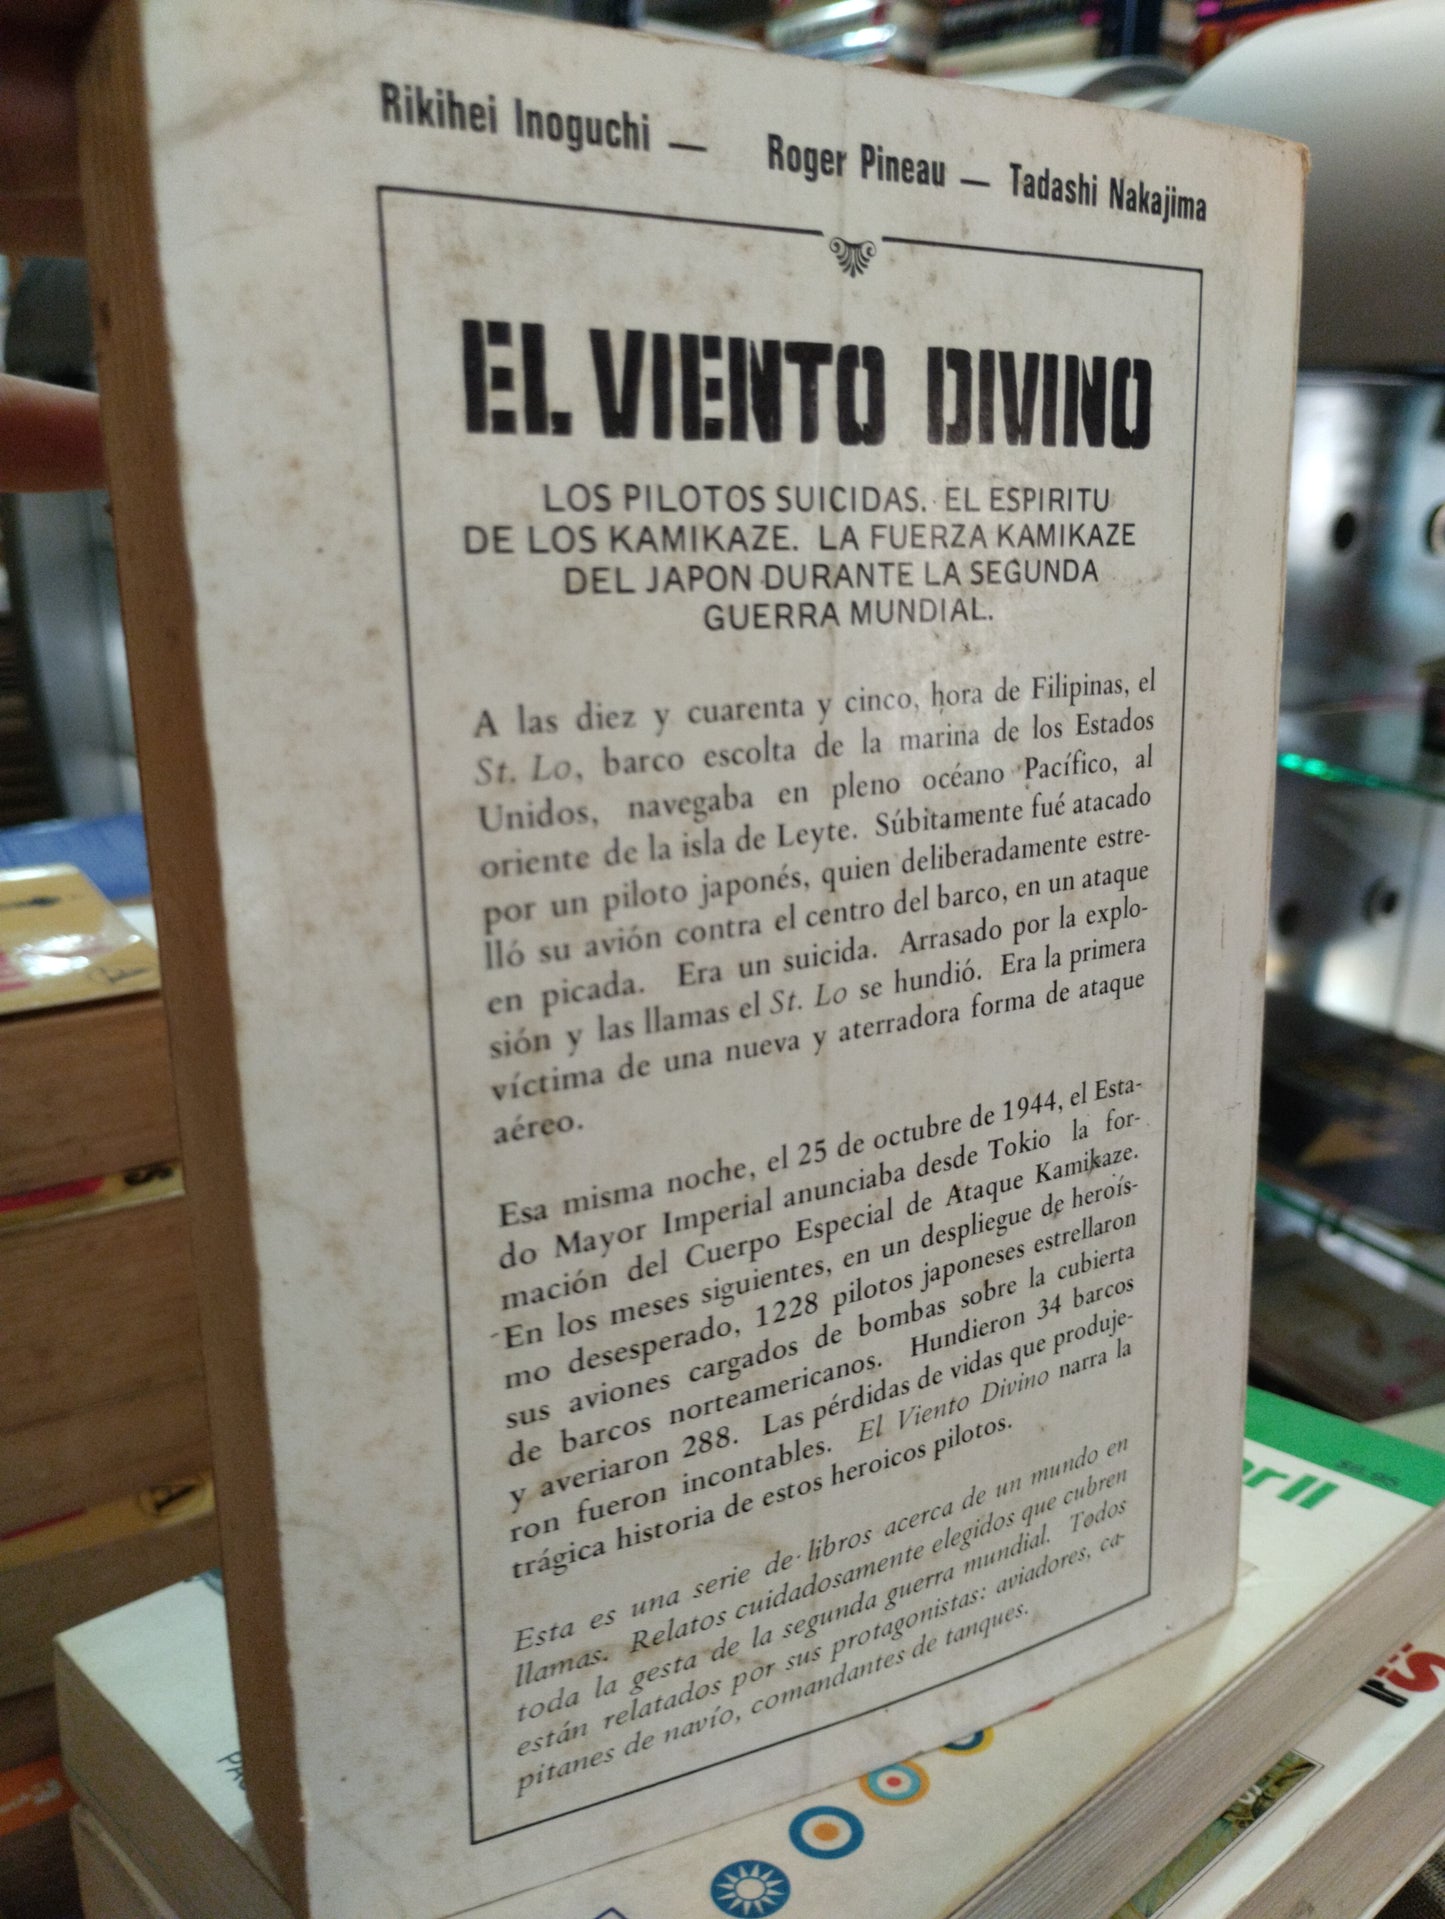 Rikihei Inoguchi — Roger Pineau — Tadashi Nakajima
EL VIENTO DIVINO
LOS PILOTOS SUICIDAS. EL ESPIRITU
DE LOS KAMIKAZE. LA FUERZA KAMIKAZE
DEL JAPON DURANTE LA SEGUNDA
GUERRA MUNDIAL.
A las diez y cuarenta y cinco, hora de Filipinas, el
St. Lo, barco escolta de la marina de los Estados
Unidos, navegaba en pleno océano Pacífico, al
oriente de la isla de Leyte. Súbitamente fué atacado
por un piloto japonés, quien deliberadamente estre-
lló su avión contra el centro del barco, en un ataque
en picada. Era un suicida. Arrasado por la explo-
sión y las llamas el St. Lo se hundió. Era la primera
víctima de una nueva y aterradora forma de ataque
aéreo.
Esa misma noche, el 25 de octubre de 1944, el Esta-
do Mayor Imperial anunciaba desde Tokio la for-
mación del Cuerpo Especial de Ataque Kamikaze.
En los meses siguientes, en un despliegue de heroís-
mo desesperado, 1228 pilotos japoneses estrellaron
sus aviones cargados de bombas sobre la cubierta
de barcos norteamericanos. Hundieron 34 barcos
y averiaron 288. Las pérdidas de vidas que produje-
ron fueron incontables. El Viento Divino narra la
trágica historia de estos heroicos pilotos.
Esta es una serie de libros acerca de un mundo en
llamas. Relatos cuidadosamente elegidos que cubren
toda la gesta de la segunda guerra mundial. Todos
están relatados por sus protagonistas: aviadores, ca-
pitanes de navío, comandantes de tanques.